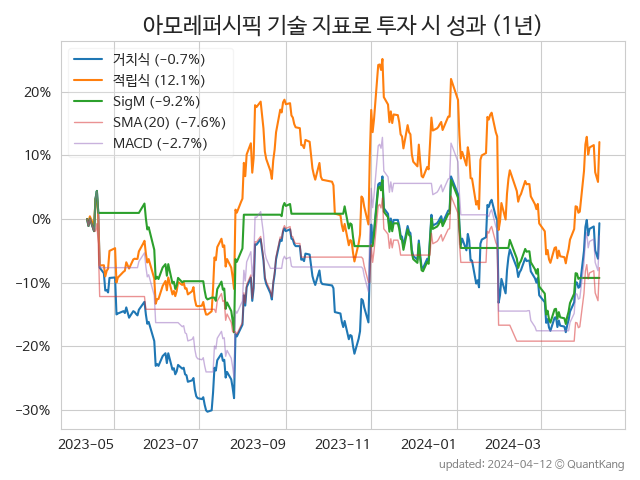 아모레퍼시픽 기술 지표로 투자 시 성과 (1년)
거치식 (−0.7%)
적립식 (12.1%)
SigM (−9.2%)
SMA(20) (−7.6%)
MACD (−2.7%)
20%
10%
0%
−10%
−20%
−30%
2023-05 2023-07 2023-09 2023-11 2024-01 2024-03
updated: 2024-04-12 ⓒ QuantKang